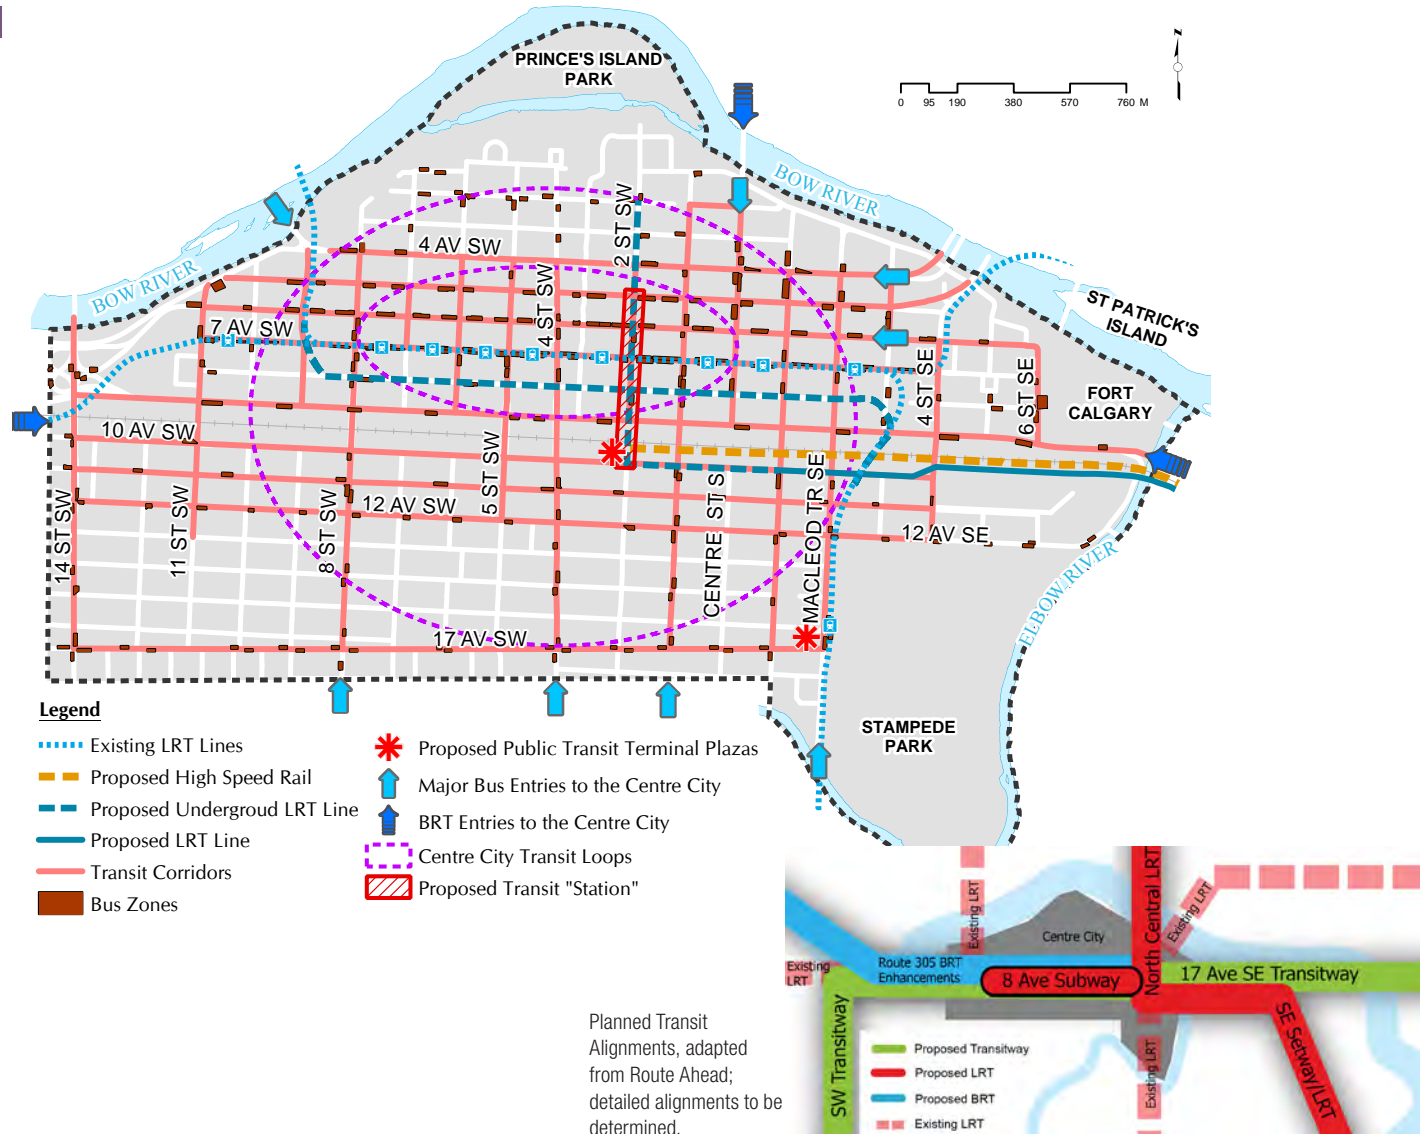 PRINCE'S ISLAND
PARK
N
0 95 190 380 570 760 M
BOW RIVER
BOW RIVER
ST PATRICK'S
ISLAND
FORT
CALGARY
2 ST SW
4 AV SW
4 ST SW
7 AV SW
4 ST SE
6 ST SE
10 AV SW
14 ST SW
11 ST SW
8 ST SW
12 AV SW
5 ST SW
CENTRE ST S
MACLEOD TR SE
12 AV SE
ELBOW RIVER
17 AV SW
STAMPEDE
PARK
Legend
Existing LRT Lines
Proposed High Speed Rail
Proposed Undergroud LRT Line
Proposed LRT Line
Transit Corridors
Bus Zones
Proposed Public Transit Terminal Plazas
Major Bus Entries to the Centre City
BRT Entries to the Centre City
Centre City Transit Loops
Proposed Transit "Station"
Planned Transit
Alignments, adapted
from Route Ahead;
detailed alignments to be
determined.
Existing LRT
North Central LRT
Existing LRT
Centre City
Existing
LRT
Route 305 BRT
Enhancements
8 Ave Subway
17 Ave SE Transitway
SW Transitway
Existing LRT
SE Setway/LRT
Proposed Transitway
Proposed LRT
Proposed BRT
Existing LRT